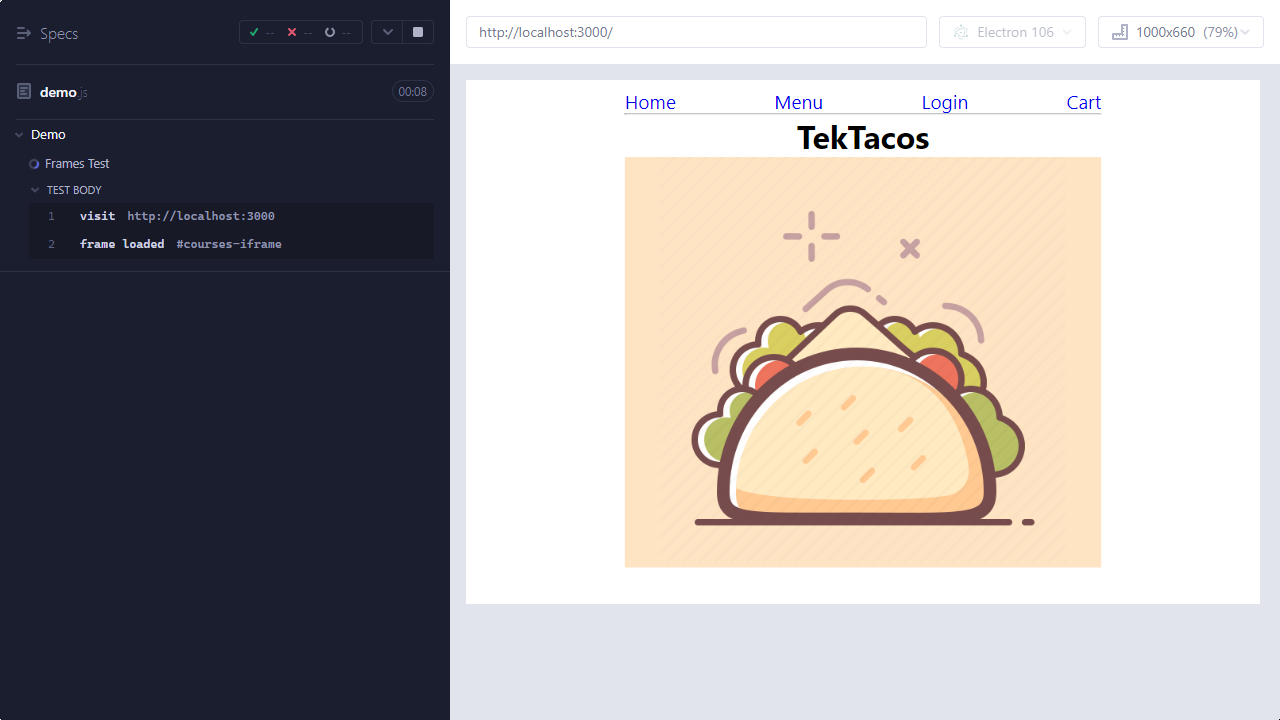 Specs -- -- --
demo.js 00:08
Demo
Frames Test
TEST BODY
1 visit http://localhost:3000
2 frame loaded #courses-iframe
http://localhost:3000/ Electron 106 1000x660 (79%)
Home Menu Login Cart
TekTacos